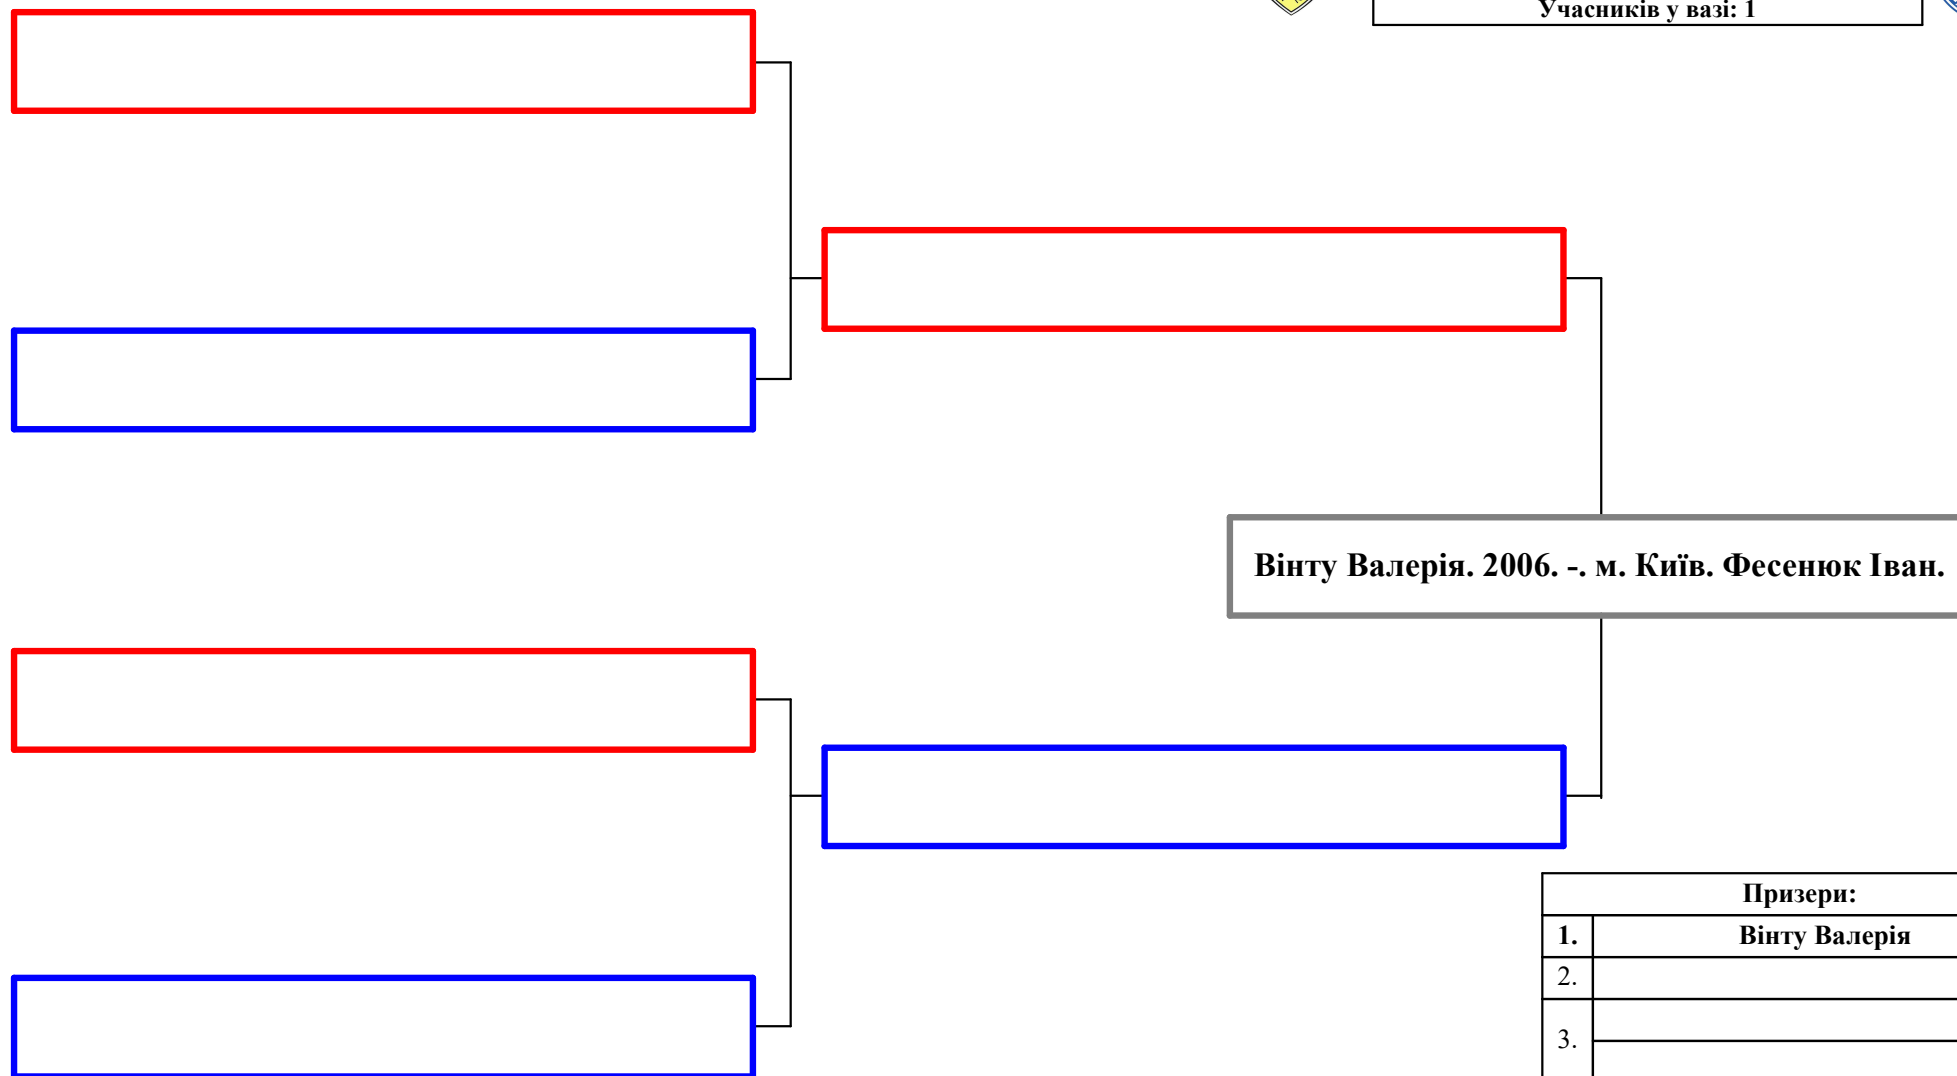 Учасників у вазі: 1
Вінту Валерія. 2006. -. м. Київ. Фесенюк Іван.
Призери:
1. Вінту Валерія
2.
3.